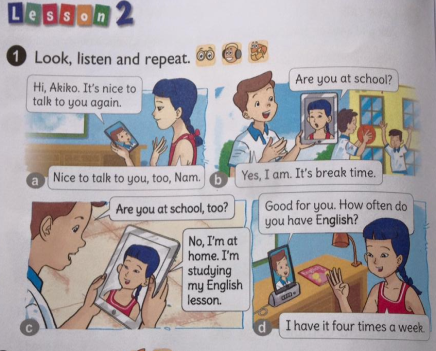 Lesson 2
1 Look, listen and repeat.
Hi, Akiko. It's nice to
talk to you again.
a Nice to talk to you, too, Nam.
Are you at school?
b Yes, I am. It's break time.
Are you at school, too?
No, I'm at
home. I'm
studying
my English
lesson.
c
Good for you. How often do
you have English?
d I have it four times a week.